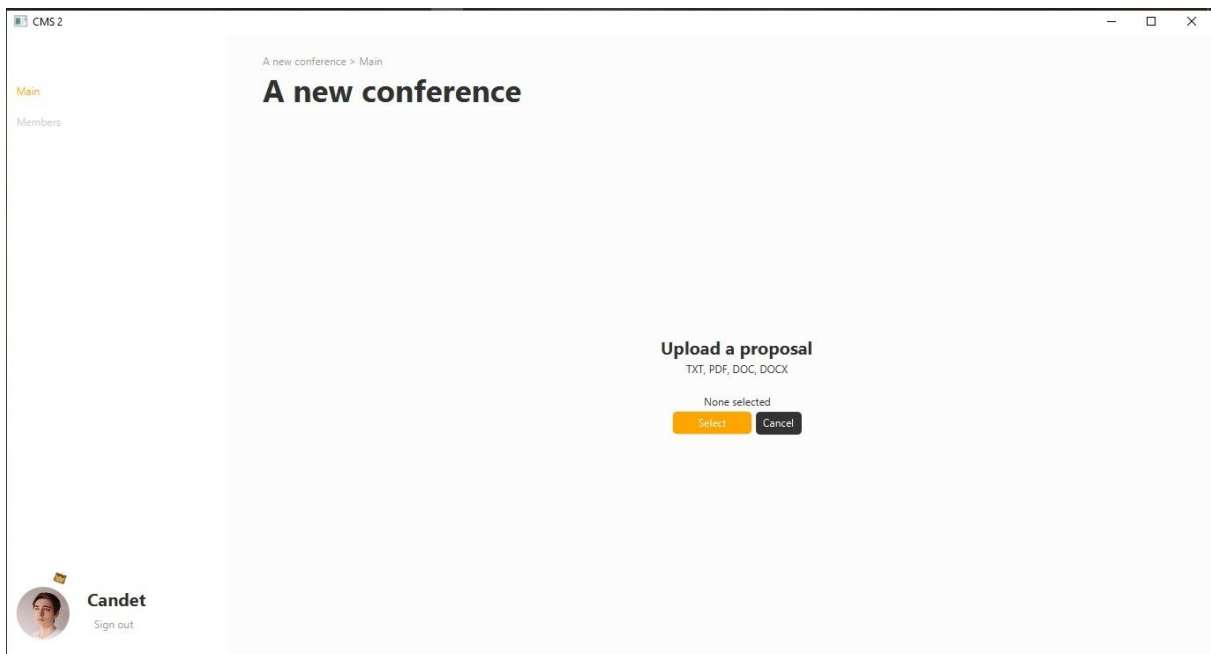 CMS 2
Main
Members
A new conference > Main
A new conference
Upload a proposal
TXT, PDF, DOC, DOCX
None selected
Select Cancel
Candet
Sign out